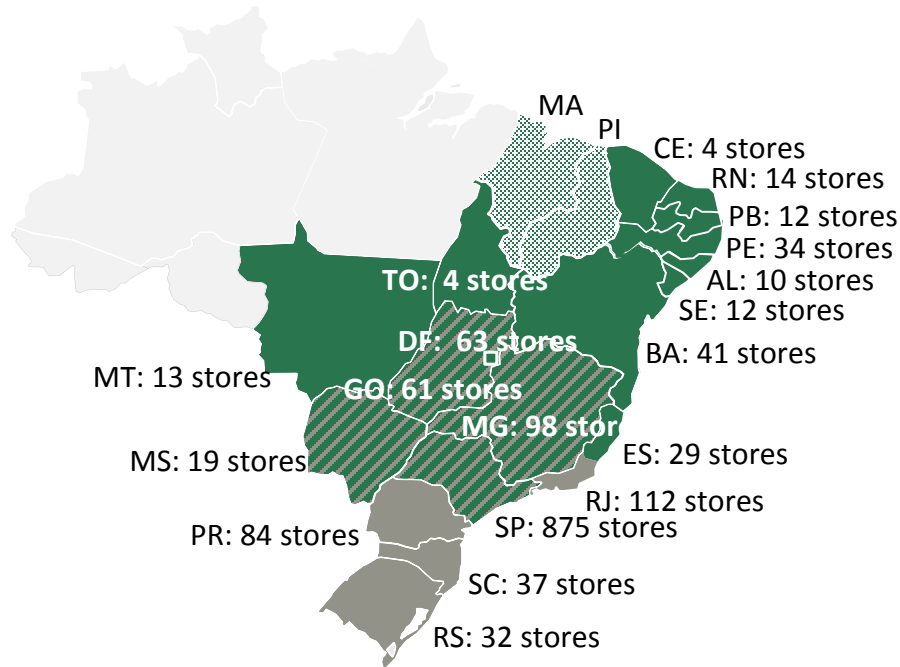 MA
PI
CE: 4 stores
RN: 14 stores
PB: 12 stores
PE: 34 stores
TO:  4 stores
AL: 10 stores
SE: 12 stores
DF:  63 stores
BA: 41 stores
MT: 13 stores
GO: 61 stores
MG: 98 stor
ES: 29 stores
MS: 19 stores
RJ: 112 stores
SP: 875 stores
PR: 84 stores
SC: 37 stores
RS: 32 stores